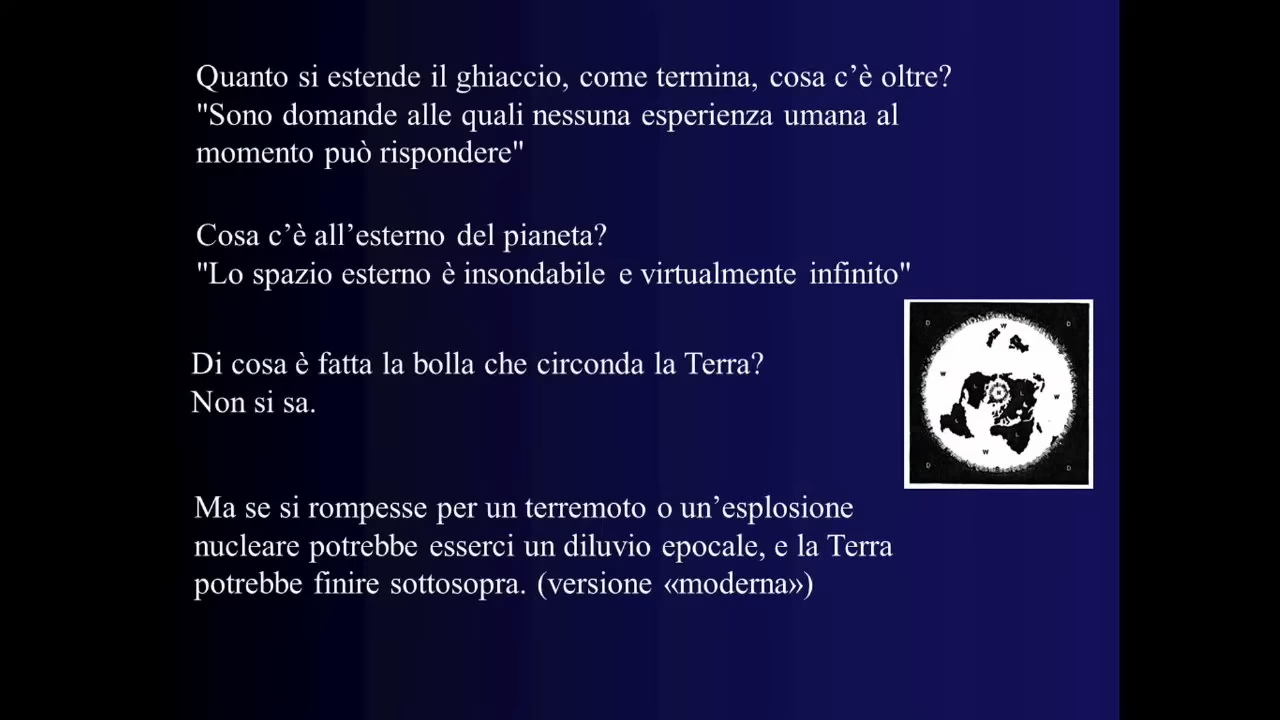 Quanto si estende il ghiaccio, come termina, cosa c’è oltre?
"Sono domande alle quali nessuna esperienza umana al
momento può rispondere"
Cosa c’è all’esterno del pianeta?
"Lo spazio esterno è insondabile e virtualmente infinito"
Di cosa è fatta la bolla che circonda la Terra?
Non si sa.
D
W
D
W
W
W
D
D
Ma se si rompesse per un terremoto o un’esplosione
nucleare potrebbe esserci un diluvio epocale, e la Terra
potrebbe finire sottosopra. (versione «moderna»)